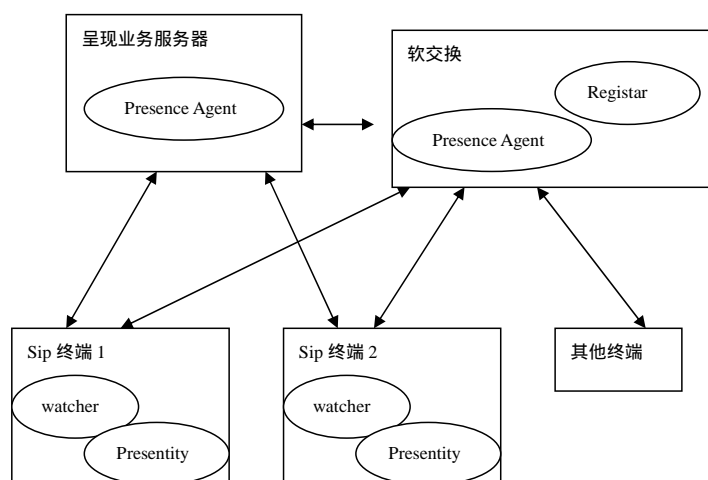 呈现业务服务器
Presence Agent
软交换
Registar
Presence Agent
Sip 终端 1
watcher
Presentity
Sip 终端 2
watcher
Presentity
其他终端